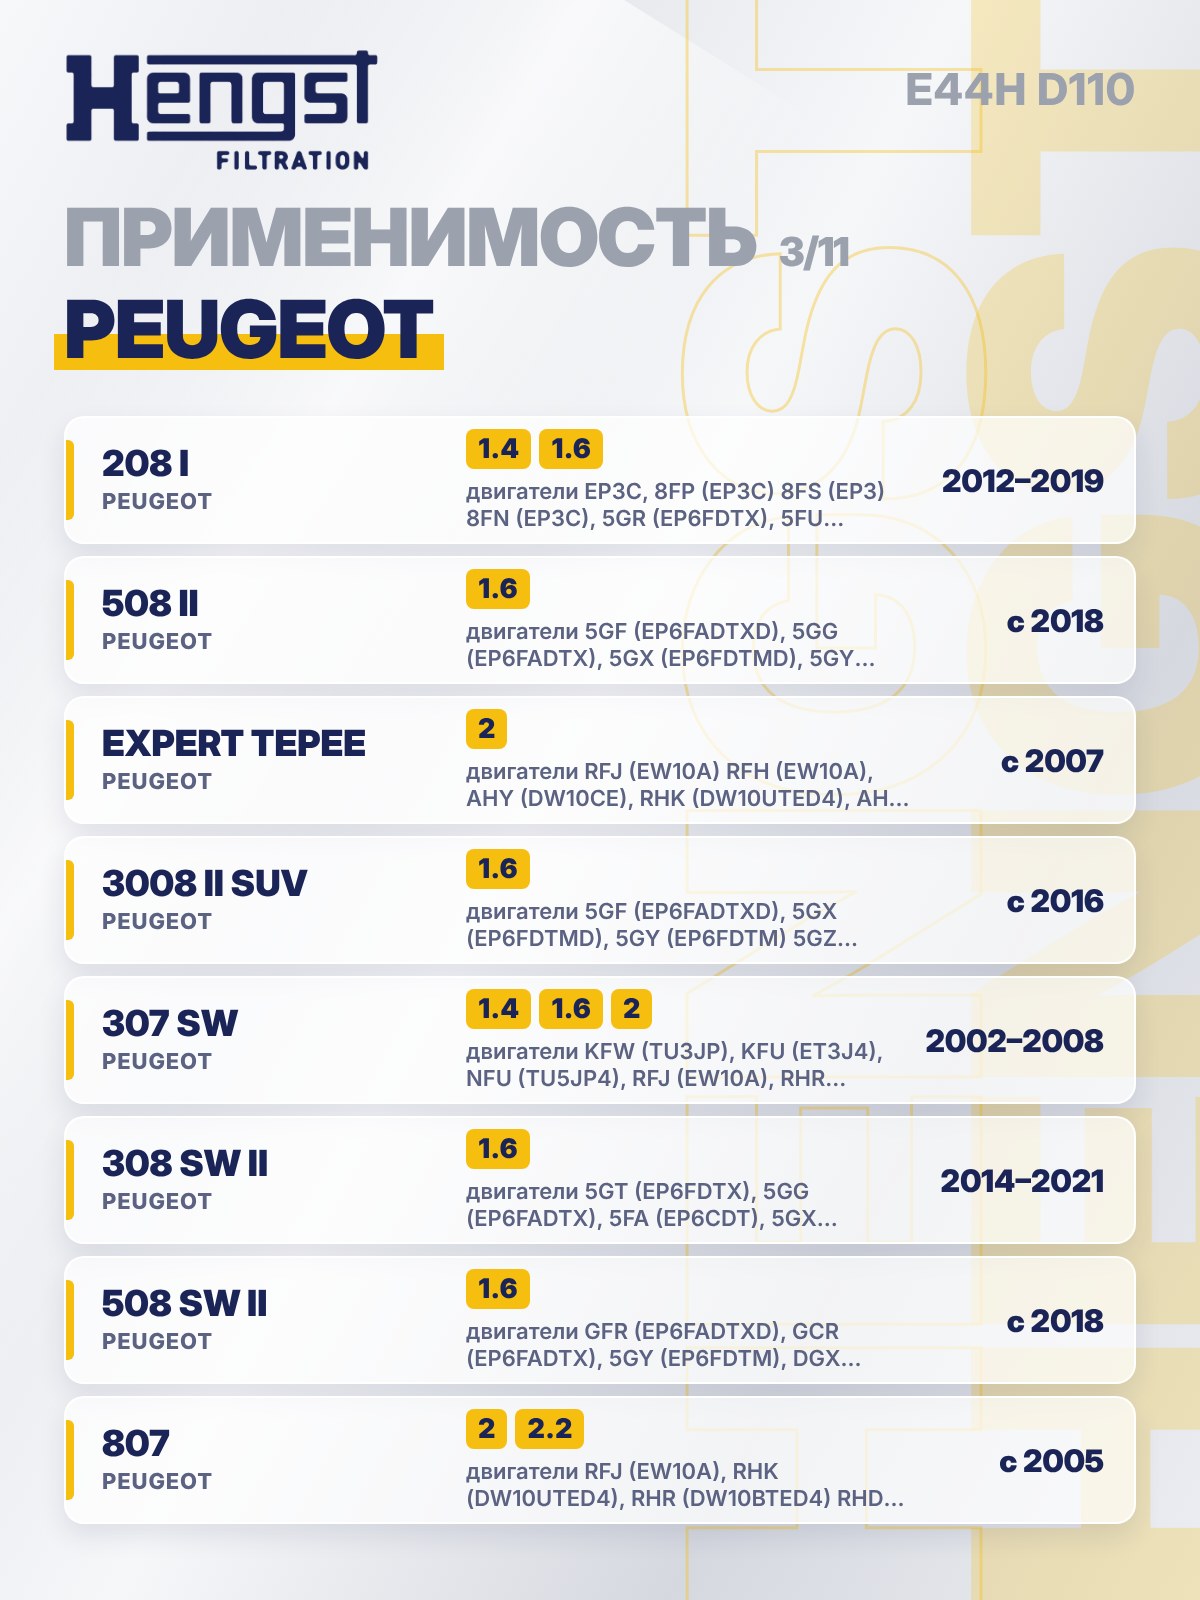 Hengst
FILTRATION
E44H D110
ПРИМЕНИМОСТЬ 3/11
PEUGEOT
208 I
PEUGEOT
1.4 1.6
двигатели EP3C, 8FP (EP3C) 8FS (EP3)
8FN (EP3C), 5GR (EP6FDTX), 5FU...
2012–2019
508 II
PEUGEOT
1.6
двигатели 5GF (EP6FADTXD), 5GG
(EP6FADTX), 5GX (EP6FDTMD), 5GY...
с 2018
EXPERT TEPEE
PEUGEOT
2
двигатели RFJ (EW10A) RFH (EW10A),
AHY (DW10CE), RHK (DW10UTED4), AH...
с 2007
3008 II SUV
PEUGEOT
1.6
двигатели 5GF (EP6FADTXD), 5GX
(EP6FDTMD), 5GY (EP6FDTM) 5GZ...
с 2016
307 SW
PEUGEOT
1.4 1.6 2
двигатели KFW (TU3JP), KFU (ET3J4),
NFU (TU5JP4), RFJ (EW10A), RHR...
2002–2008
308 SW II
PEUGEOT
1.6
двигатели 5GT (EP6FDTX), 5GG
(EP6FADTX), 5FA (EP6CDT), 5GX...
2014–2021
508 SW II
PEUGEOT
1.6
двигатели GFR (EP6FADTXD), GCR
(EP6FADTX), 5GY (EP6FDTM), DGX...
с 2018
807
PEUGEOT
2 2.2
двигатели RFJ (EW10A), RHK
(DW10UTED4), RHR (DW10BTED4) RHD...
с 2005
HENGST
HENGST